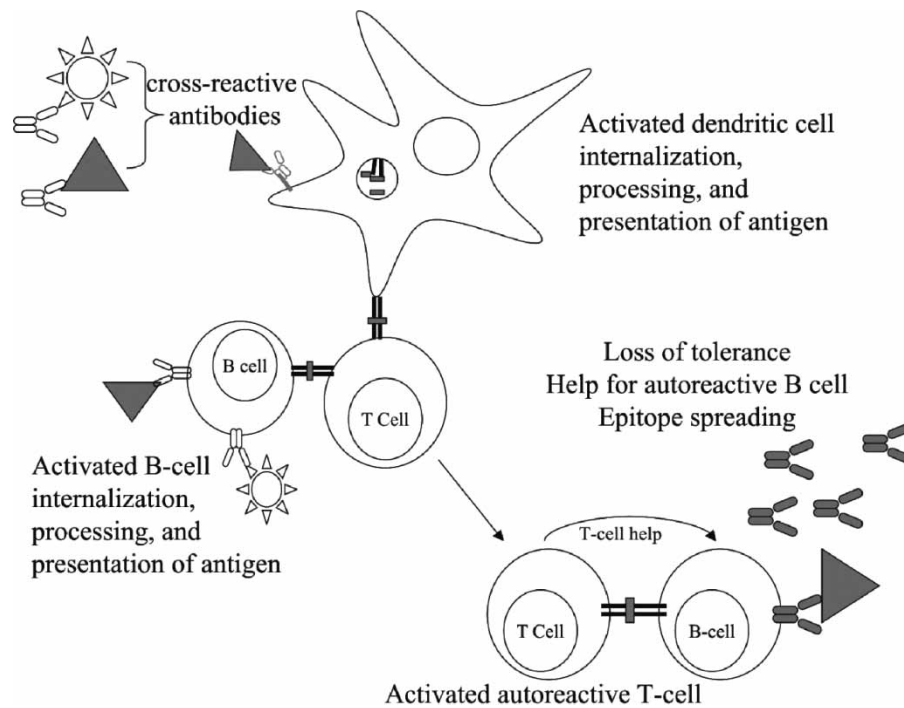 cross-reactive
antibodies
Activated dendritic cell
internalization,
processing, and
presentation of antigen
B cell
T Cell
Loss of tolerance
Help for autoreactive B cell
Epitope spreading
Activated B-cell
internalization,
processing, and
presentation of antigen
T-cell help
T Cell
B-cell
Activated autoreactive T-cell